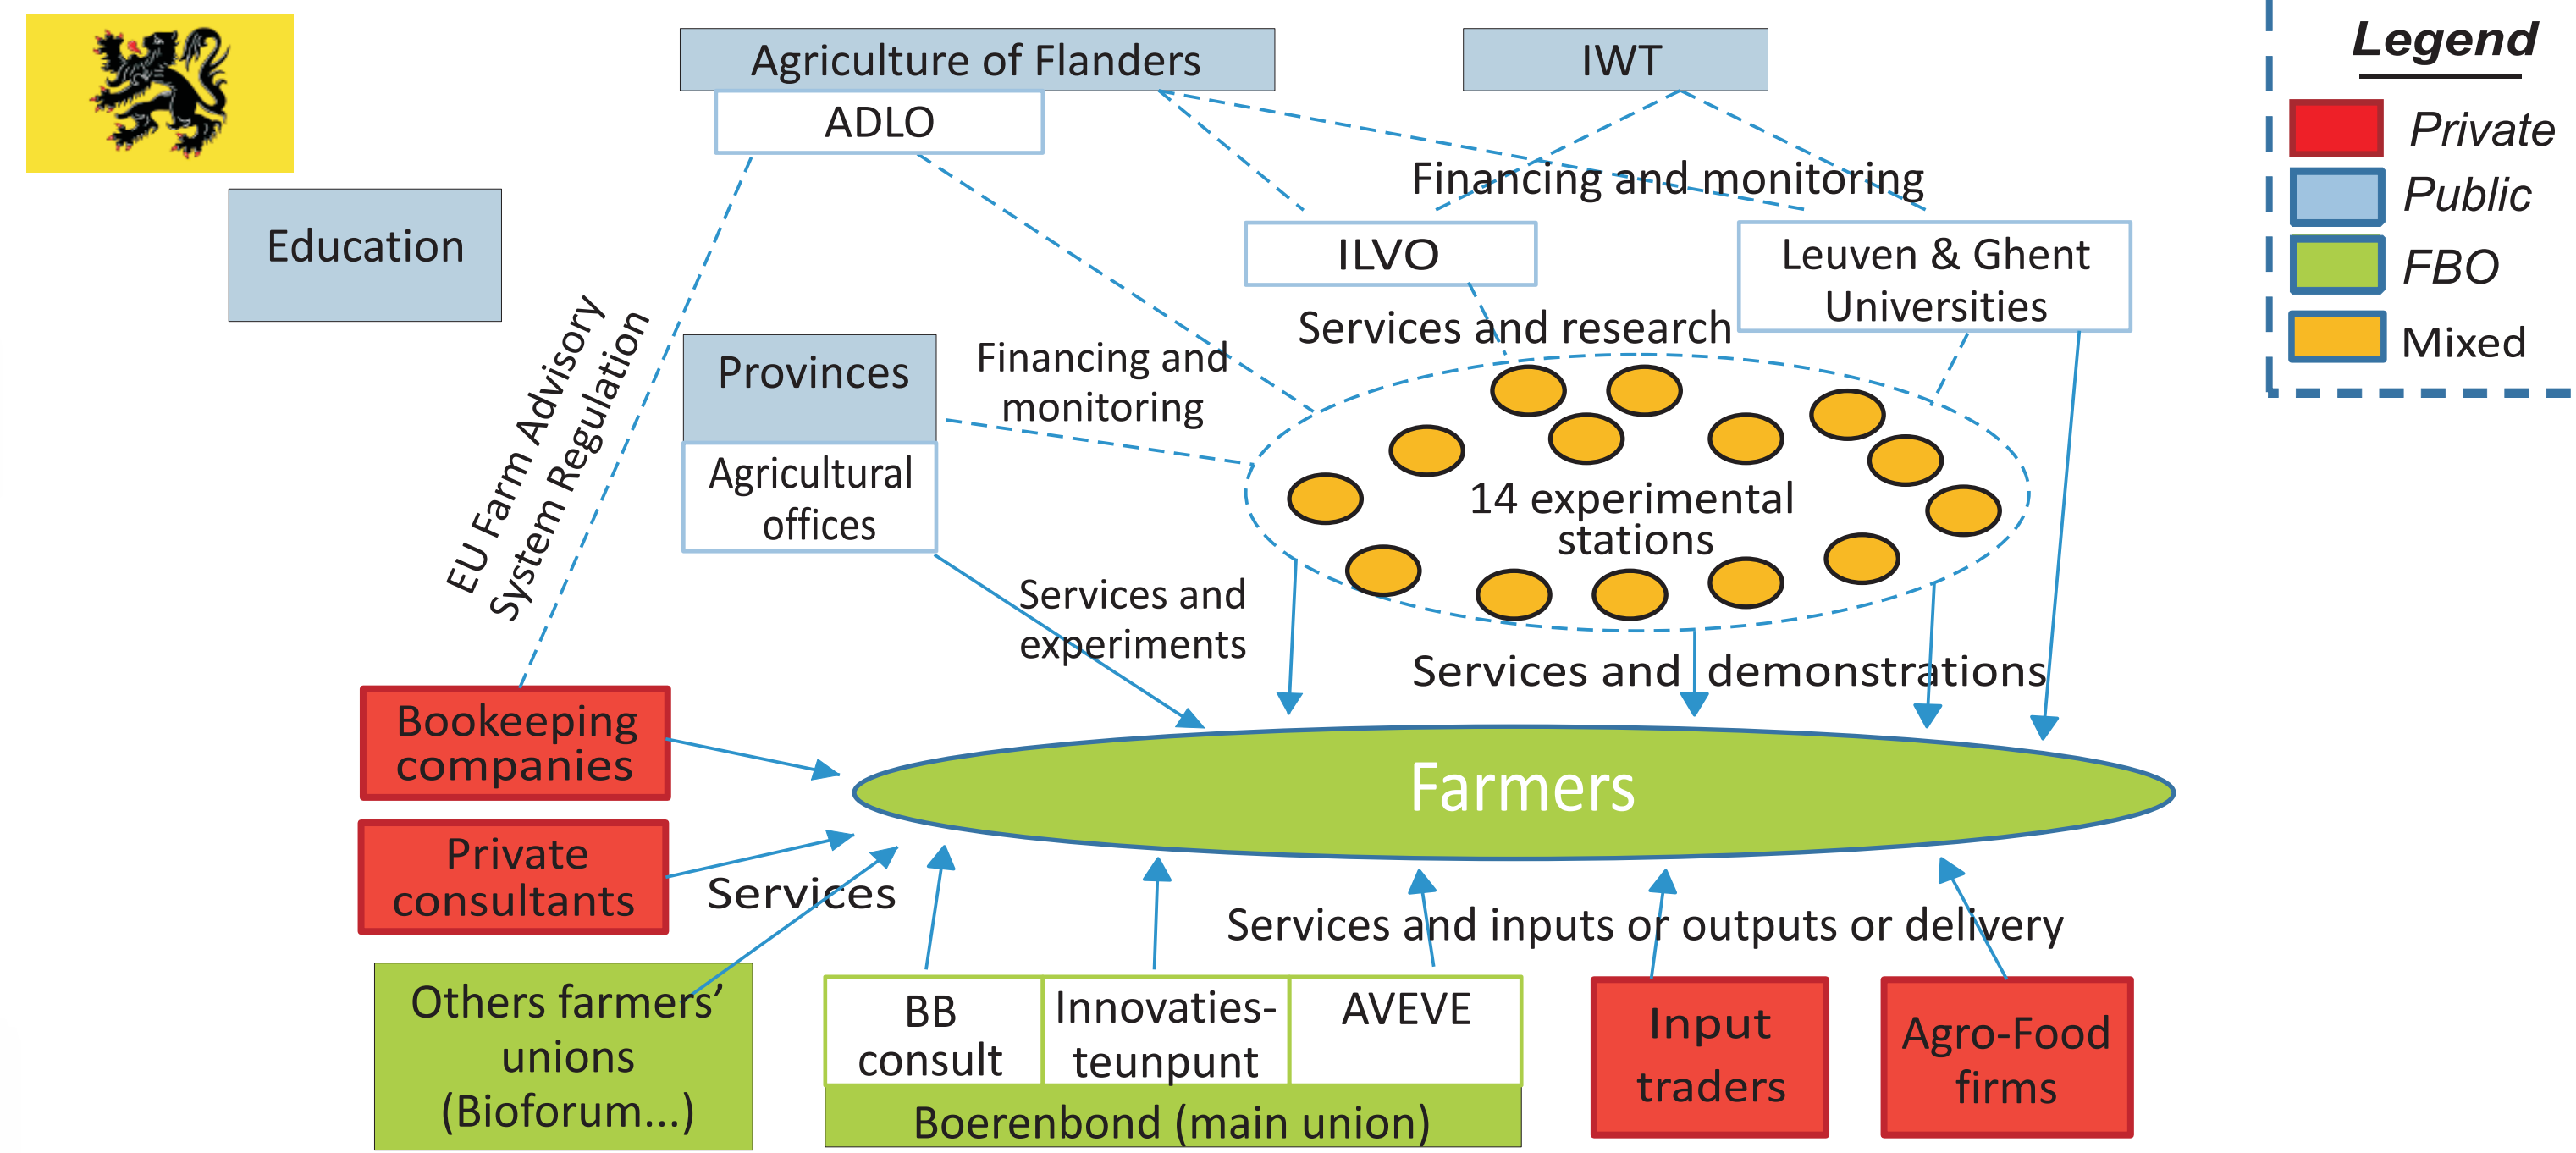 Agriculture of Flanders
IWT
ADLO
Legend
Private
Public
FBO
Mixed
Financing and monitoring
Education
ILVO
Leuven & Ghent
Universities
EU Farm Advisory
System Regulation
Services and research
Provinces
Financing and
monitoring
Agricultural
offices
14 experimental
stations
Services and
experiments
Services and demonstrations
Bookeeping
companies
Farmers
Private
consultants
Services
Services and inputs or outputs or delivery
Others farmers’
unions
(Bioforum...)
BB
consult
Innovaties-
teunpunt
AVEVE
Boerenbond (main union)
Input
traders
Agro-Food
firms